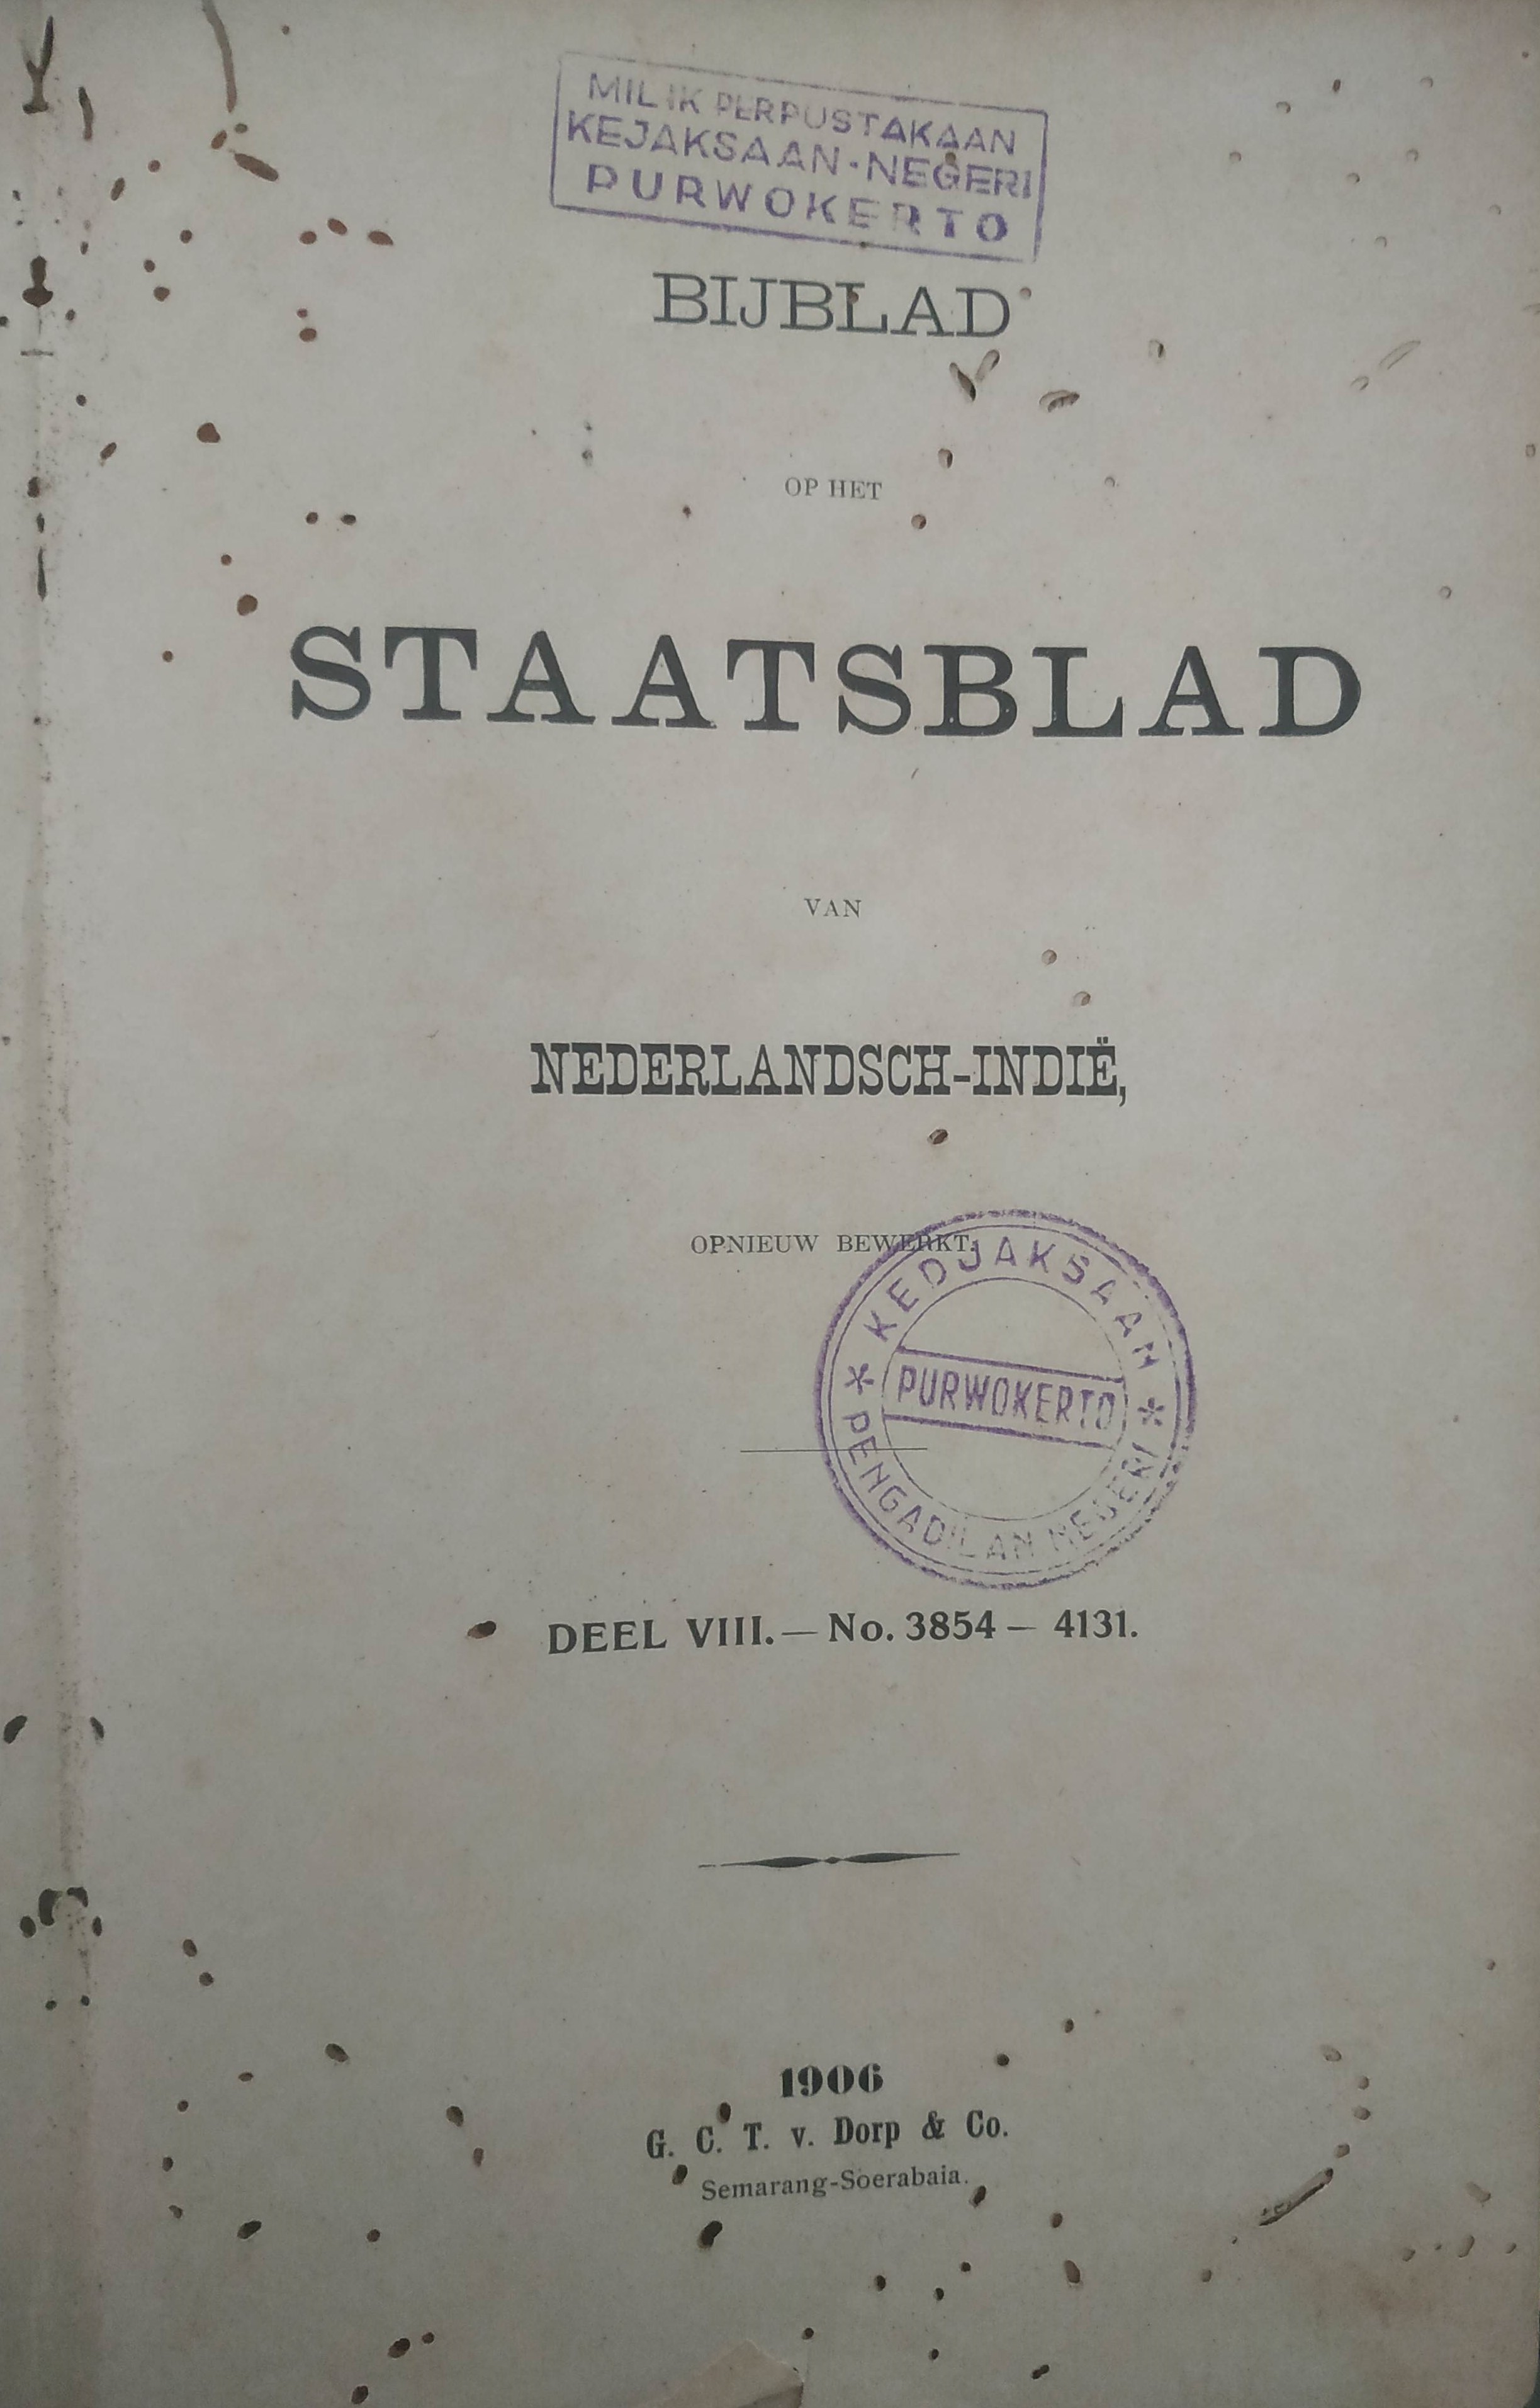 MILIK PERPUSTAKAAN
KEJAKSAAN-NEGERI
PURWOKERTO
BIJBLAD
OP HET
STAATSBLAD
VAN
NEDERLANDSCH-INDIË,
OPNIEUW BEWERKT.
KEDJAKSAAN
PURWOKERTO
PENGADILAN NEGERI
DEEL VIII.— No. 3854 — 4131.
1906
G. C. T. v. Dorp & Co.
Semarang-Soerabaia.